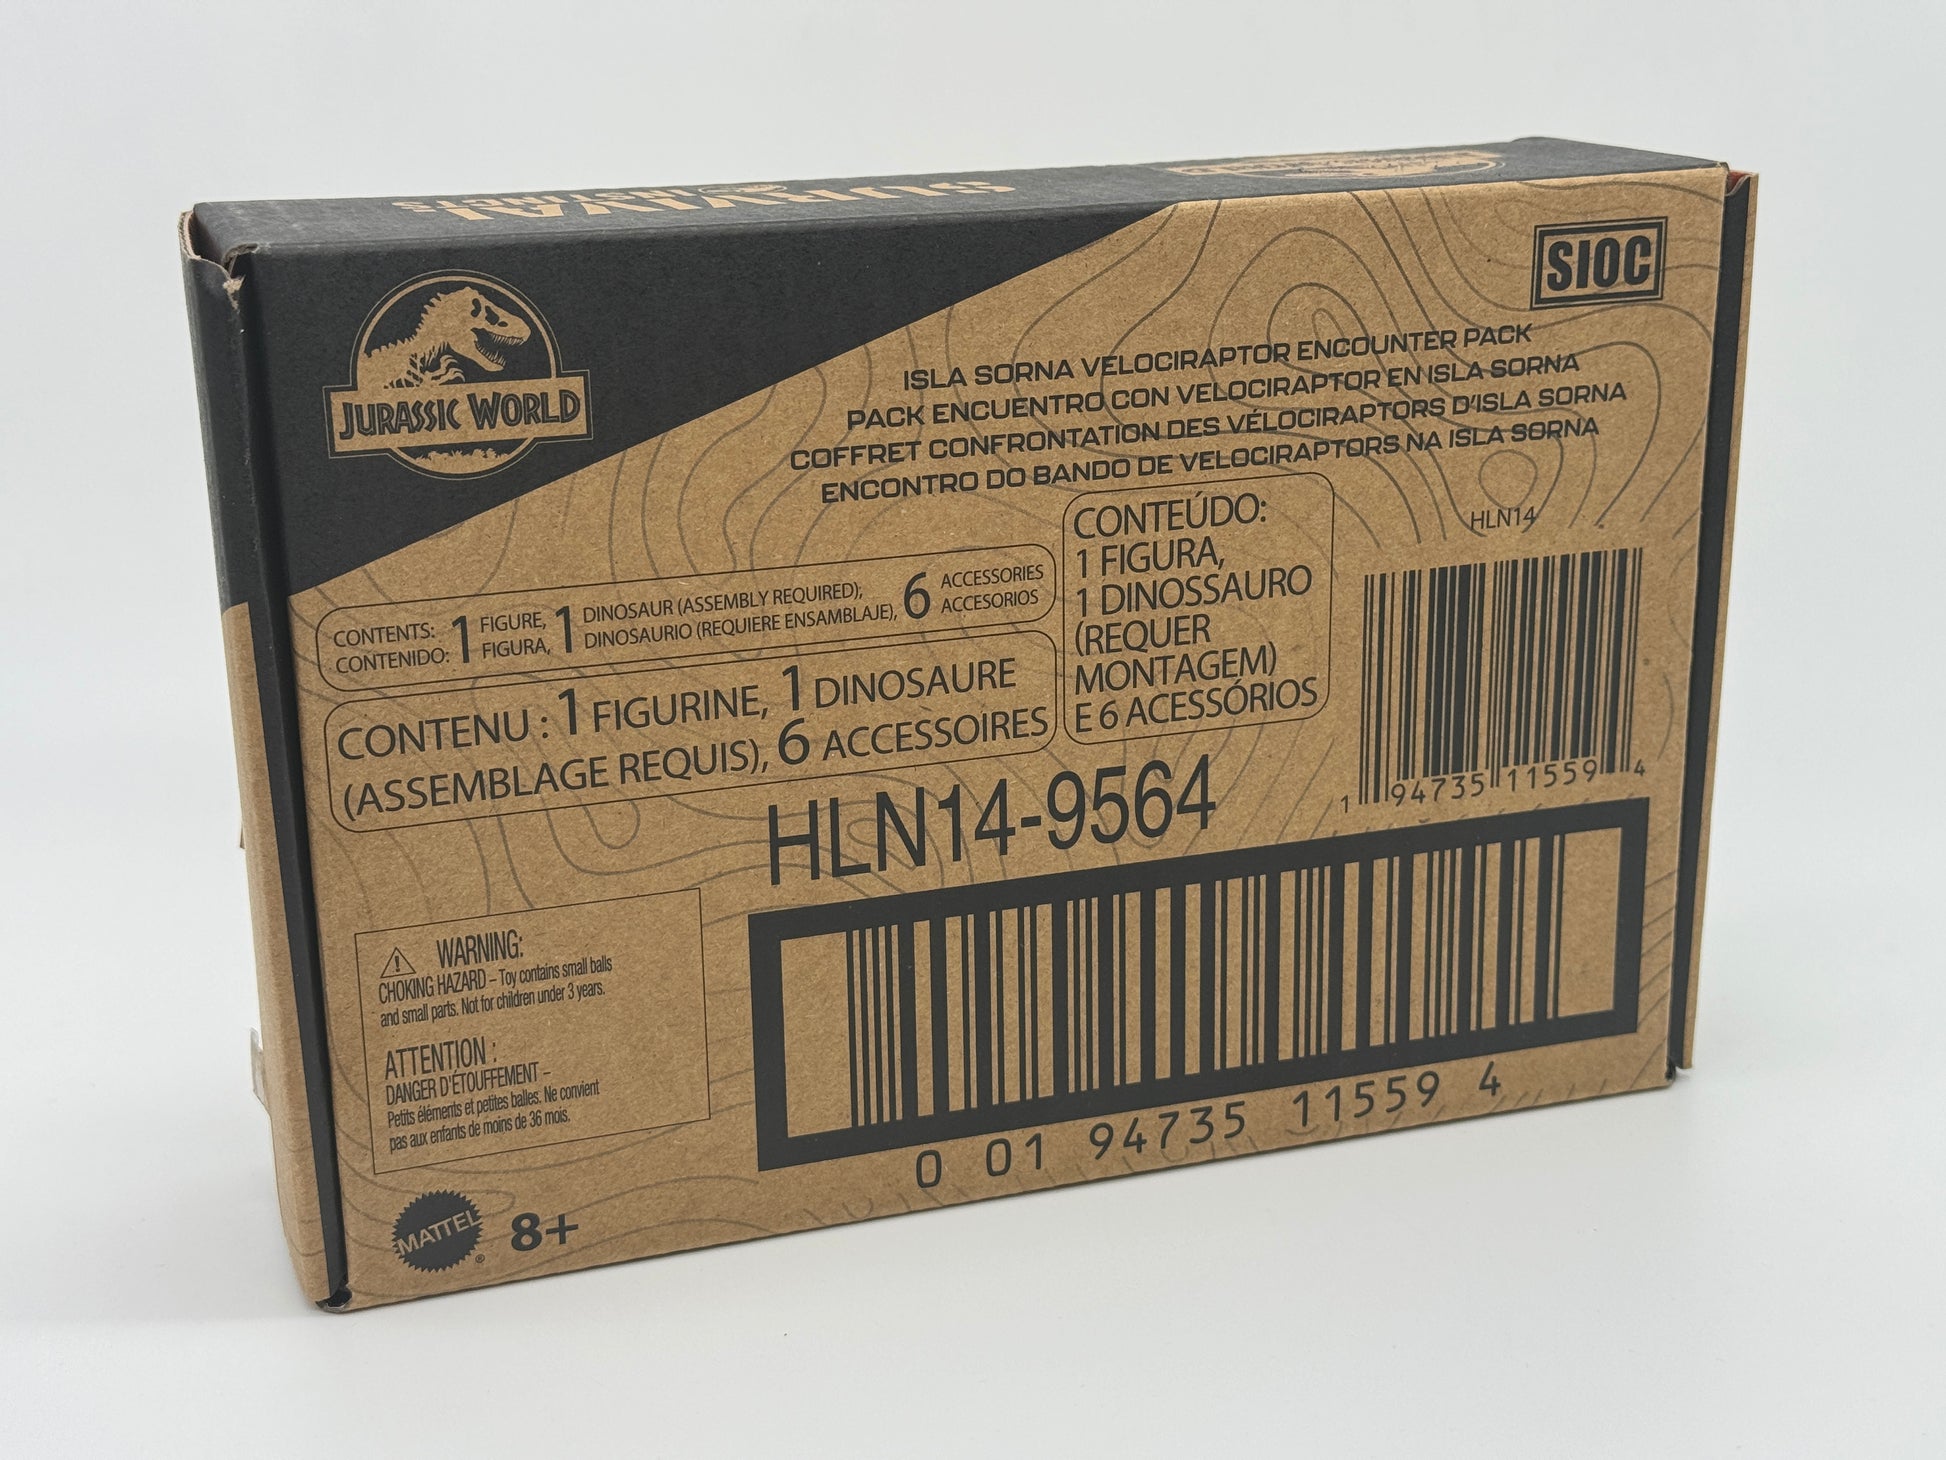 SURVIVAL
INSTINCTS
JURASSIC WORLD
SIOC
ISLA SORNA VELOCIRAPTOR ENCOUNTER PACK
PACK ENCUENTRO CON VELOCIRAPTOR EN ISLA SORNA
COFFRET CONFRONTATION DES VÉLOCIRAPTORS D'ISLA SORNA
ENCONTRO DO BANDO DE VELOCIRAPTORS NA ISLA SORNA
HLN14
CONTENTS: 1 FIGURE, 1 DINOSAUR (ASSEMBLY REQUIRED), 6 ACCESSORIES
CONTENIDO: FIGURA, DINOSAURIO (REQUIERE ENSAMBLAJE), ACCESORIOS
CONTENU : 1 FIGURINE, 1 DINOSAURE
(ASSEMBLAGE REQUIS), 6 ACCESSOIRES
CONTEÚDO:
1 FIGURA,
1 DINOSSAURO
(REQUER
MONTAGEM)
E 6 ACESSÓRIOS
1 94735 11559 4
HLN14-9564
⚠ WARNING:
CHOKING HAZARD – Toy contains small balls
and small parts. Not for children under 3 years.
ATTENTION :
DANGER D'ÉTOUFFEMENT –
Petits éléments et petites balles. Ne convient
pas aux enfants de moins de 36 mois.
0 01 94735 11559 4
MATTEL® 8+